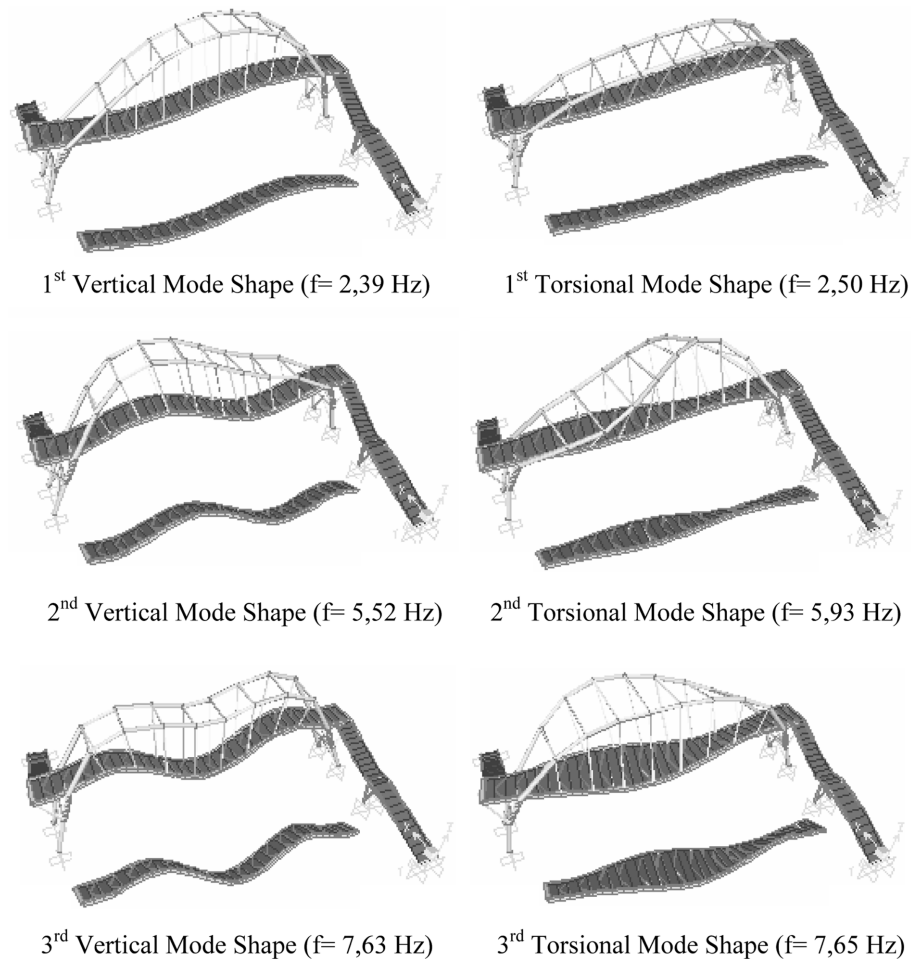 1st Vertical Mode Shape (f= 2,39 Hz)
1st Torsional Mode Shape (f= 2,50 Hz)
2nd Vertical Mode Shape (f= 5,52 Hz)
2nd Torsional Mode Shape (f= 5,93 Hz)
3rd Vertical Mode Shape (f= 7,63 Hz)
3rd Torsional Mode Shape (f= 7,65 Hz)